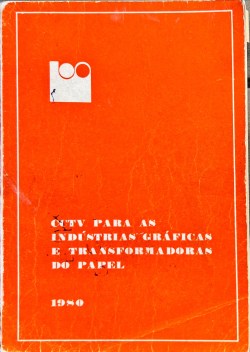 CCTV PARA AS
INDÚSTRIAS GRÁFICAS
E TRANSFORMADORAS
DO PAPEL
1980